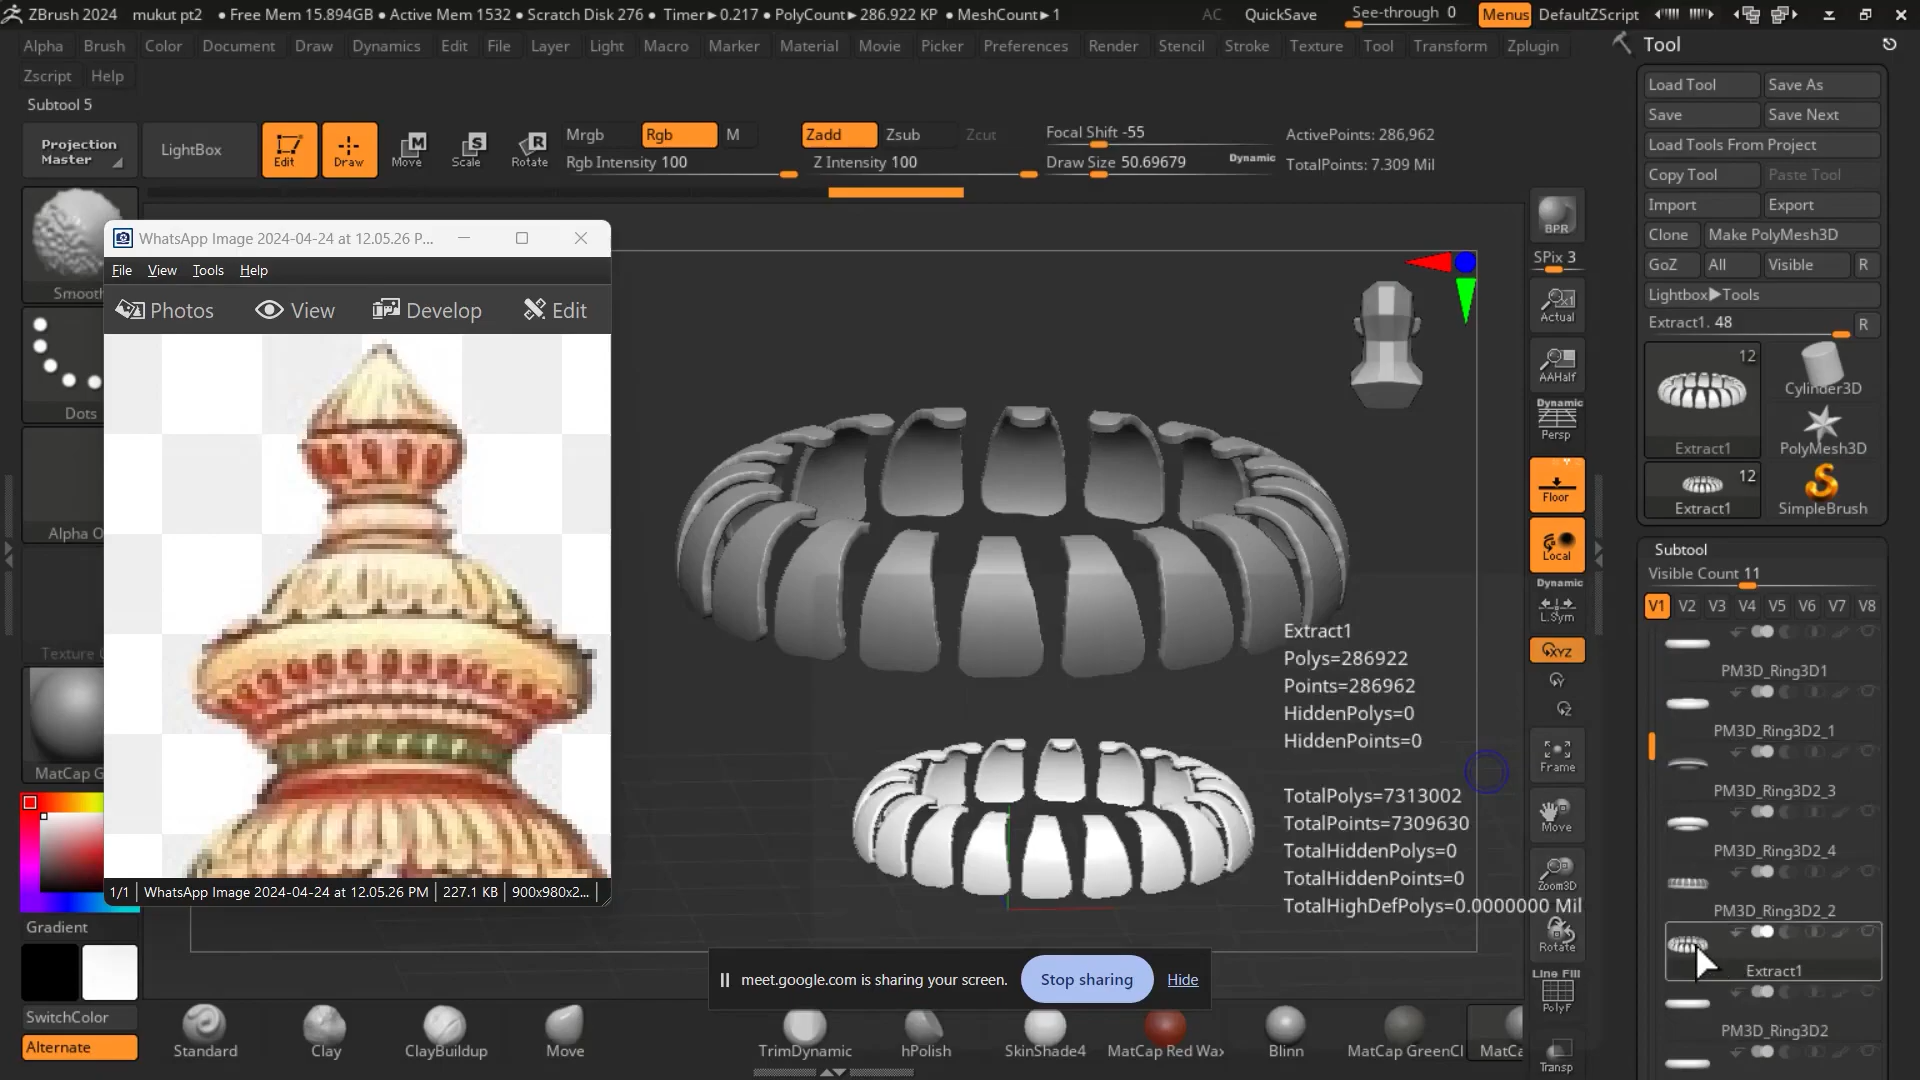 ZBrush 2024 mukut pt2 • Free Mem 15.894GB • Active Mem 1532 • Scratch Disk 276 • Timer▶0.217 • PolyCount▶286.922 KP • MeshCount▶1 AC QuickSave See-through 0 Menus DefaultZScript
Alpha Brush Color Document Draw Dynamics Edit File Layer Light Macro Marker Material Movie Picker Preferences Render Stencil Stroke Texture Tool Transform Zplugin
Zscript Help
Subtool 5
Projection Master
LightBox
Edit
Draw
Move
Scale
Rotate
Mrgb Rgb M
Rgb Intensity 100
Zadd Zsub Zcut
Z Intensity 100
Focal Shift -55
Draw Size 50.69679 Dynamic
ActivePoints: 286,962
TotalPoints: 7.309 Mil
Smooth
Dots
Alpha O
Texture
MatCap G
Gradient
SwitchColor
Alternate
WhatsApp Image 2024-04-24 at 12.05.26 P...
File View Tools Help
Photos View Develop Edit
1/1 WhatsApp Image 2024-04-24 at 12.05.26 PM 227.1 KB 900x980x2...
Extract1
Polys=286922
Points=286962
HiddenPolys=0
HiddenPoints=0
TotalPolys=7313002
TotalPoints=7309630
TotalHiddenPolys=0
TotalHiddenPoints=0
TotalHighDefPolys=0.0000000 Mil
meet.google.com is sharing your screen. Stop sharing Hide
Standard Clay ClayBuildup Move TrimDynamic hPolish SkinShade4 MatCap Red Wax Blinn MatCap GreenCl MatCa
BPR
SPix 3
Actual
AAHalf
Dynamic
Persp
Floor
Local
Dynamic
L.Sym
XYZ
Frame
Move
Zoom3D
Rotate
Line Fill
PolyF
Transp
Tool
Load Tool Save As
Save Save Next
Load Tools From Project
Copy Tool Paste Tool
Import Export
Clone Make PolyMesh3D
GoZ All Visible R
Lightbox▶Tools
Extract1. 48 R
12
Extract1
Cylinder3D
PolyMesh3D
12
Extract1
SimpleBrush
Subtool
Visible Count 11
V1 V2 V3 V4 V5 V6 V7 V8
PM3D_Ring3D1
PM3D_Ring3D2_1
PM3D_Ring3D2_3
PM3D_Ring3D2_4
PM3D_Ring3D2_2
Extract1
PM3D_Ring3D2